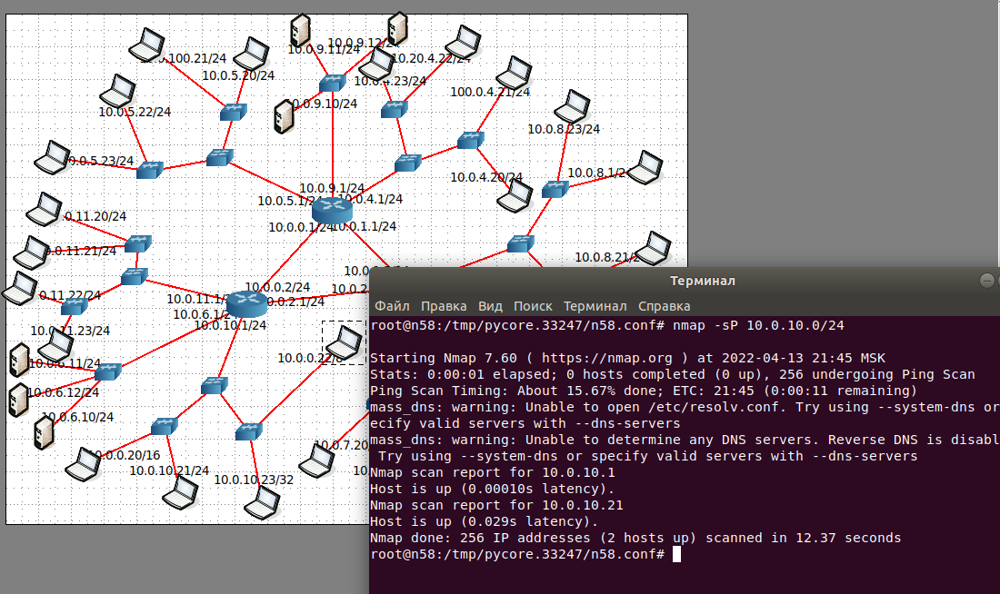 10.0.9.12/24
10.0.9.11/24
.100.21/24
10.20.4.22/24
10.0.5.20/24
10.0.4.23/24
100.0.4.21/24
10.0.9.10/24
10.0.5.22/24
10.0.8.23/24
0.0.5.23/24
10.0.8.1/2
10.0.4.20/24
10.0.9.1/24
10.0.5.1/24
.0.4.1/24
.0.11.20/24
10.0.0.1/24
10.0.1.1/24
0.0.11.21/24
10.0.8.21/2
10.0.
10.0.0.2/24
10.0.2
0.11.22/24
10.0.11.1/
0.2.1/24
10.0.6.1/2
10.0.10.1/24
10.0.11.23/24
10.0.0.22/8
10.0.6.11/24
10.0.6.12/24
10.0.6.10/24
10.0.7.20
.0.0.20/16
10.0.10.21/24
10.
10.0.10.23/32
Терминал
Файл Правка Вид Поиск Терминал Справка
root@n58:/tmp/pycore.33247/n58.conf# nmap -sP 10.0.10.0/24
Starting Nmap 7.60 ( https://nmap.org ) at 2022-04-13 21:45 MSK
Stats: 0:00:01 elapsed; 0 hosts completed (0 up), 256 undergoing Ping Scan
Ping Scan Timing: About 15.67% done; ETC: 21:45 (0:00:11 remaining)
mass_dns: warning: Unable to open /etc/resolv.conf. Try using --system-dns or
ecify valid servers with --dns-servers
mass_dns: warning: Unable to determine any DNS servers. Reverse DNS is disabl
Try using --system-dns or specify valid servers with --dns-servers
Nmap scan report for 10.0.10.1
Host is up (0.00010s latency).
Nmap scan report for 10.0.10.21
Host is up (0.029s latency).
Nmap done: 256 IP addresses (2 hosts up) scanned in 12.37 seconds
root@n58:/tmp/pycore.33247/n58.conf#